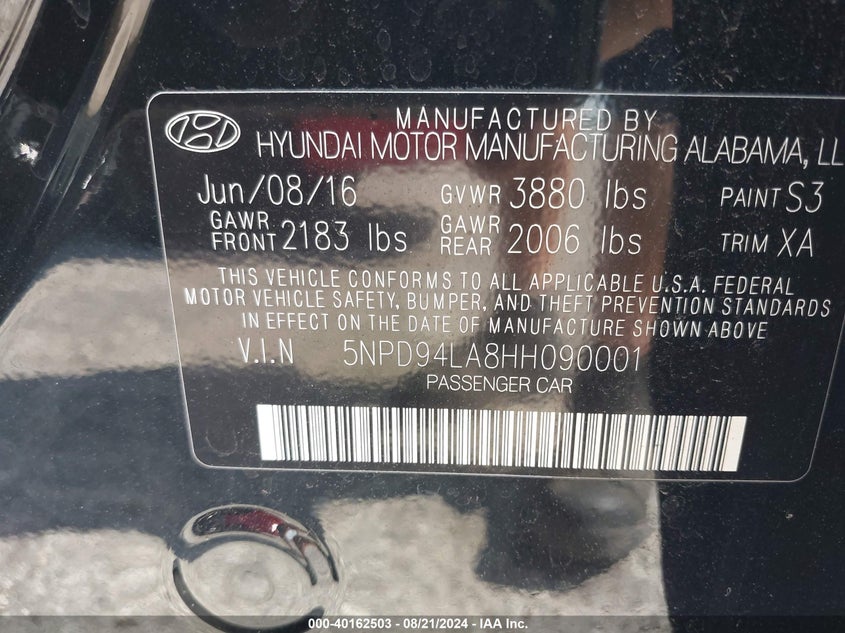 MANUFACTURED BY
HYUNDAI MOTOR MANUFACTURING ALABAMA, LL
Jun/08/16 GVWR 3880 lbs PAINT S3
GAWR FRONT 2183 lbs GAWR REAR 2006 lbs TRIM XA
THIS VEHICLE CONFORMS TO ALL APPLICABLE U.S.A. FEDERAL
MOTOR VEHICLE SAFETY, BUMPER, AND THEFT PREVENTION STANDARDS
IN EFFECT ON THE DATE OF MANUFACTURE SHOWN ABOVE
V.I.N 5NPD94LA8HH090001
PASSENGER CAR
000-40162503 - 08/21/2024 - IAA Inc.